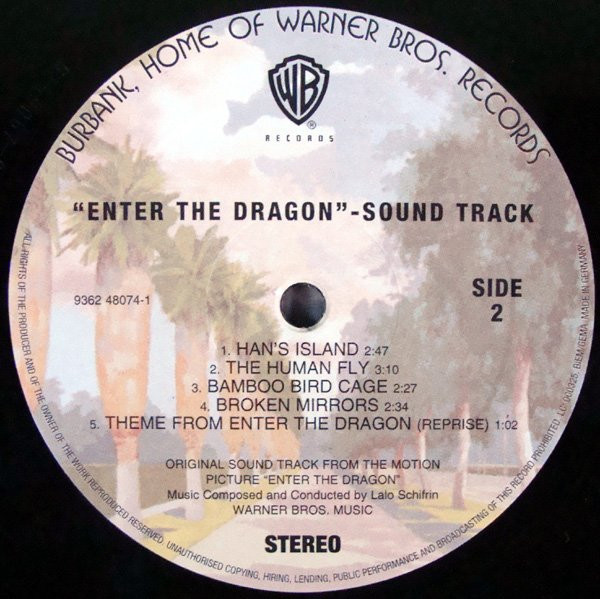 BURBANK, HOME OF WARNER BROS. RECORDS
WB
®
RECORDS
"ENTER THE DRAGON"-SOUND TRACK
9362 48074-1
SIDE
2
1. HAN'S ISLAND 2:47
2. THE HUMAN FLY 3:10
3. BAMBOO BIRD CAGE 2:27
4. BROKEN MIRRORS 2:34
5. THEME FROM ENTER THE DRAGON (REPRISE) 1:02
ORIGINAL SOUND TRACK FROM THE MOTION
PICTURE "ENTER THE DRAGON"
Music Composed and Conducted by Lalo Schifrin
WARNER BROS. MUSIC
STEREO
ALL RIGHTS OF THE PRODUCER AND OF THE OWNER OF THE WORK REPRODUCED RESERVED. UNAUTHORISED COPYING, HIRING, LENDING, PUBLIC PERFORMANCE AND BROADCASTING OF THIS RECORD PROHIBITED. LC 00392S. BIEM/GEMA. MADE IN GERMANY.